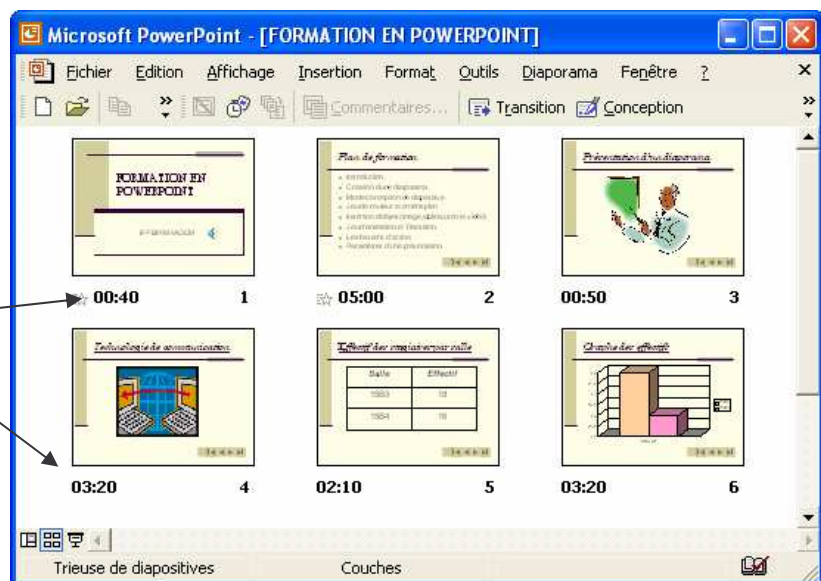 Microsoft PowerPoint - [FORMATION EN POWERPOINT]
Fichier Edition Affichage Insertion Format Outils Diaporama Fenêtre ?
Commentaires... Transition Conception
FORMATION EN
POWERPOINT
Plan de formation
Présentation d'un diaporama
00:40 1
05:00 2
00:50 3
Technologie de communication
Effectif des stagiaires par salle
Salle Effectif
Graphe des effectifs
03:20 4
02:10 5
03:20 6
Trieuse de diapositives Couches